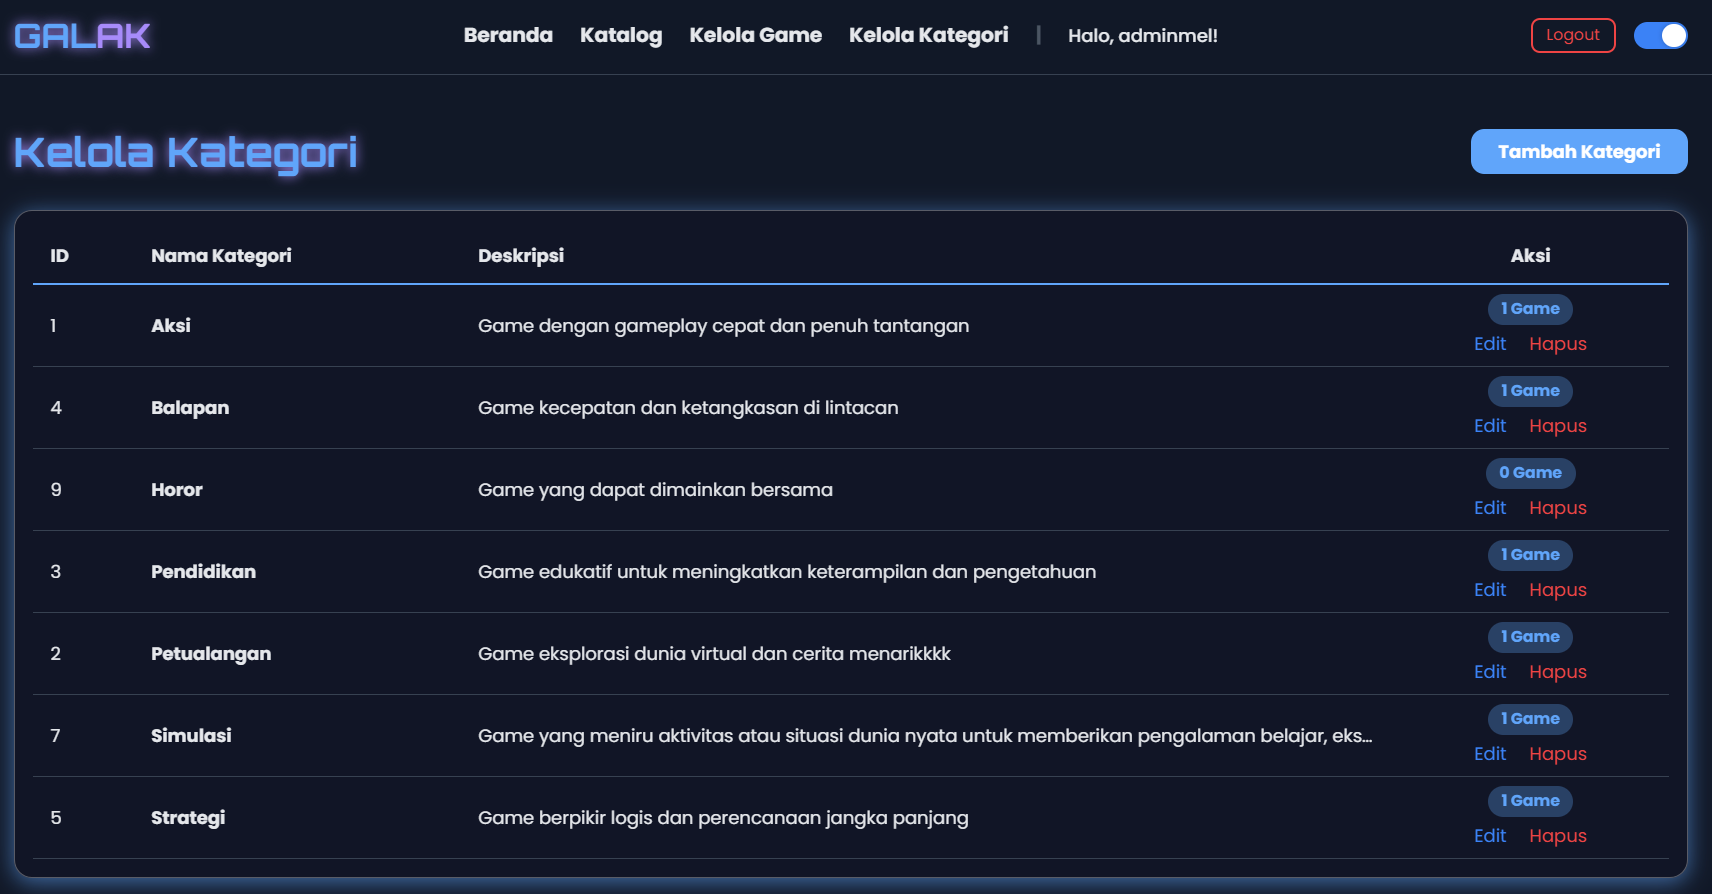 GALAK Beranda Katalog Kelola Game Kelola Kategori | Halo, adminmel! Logout
Kelola Kategori Tambah Kategori
ID Nama Kategori Deskripsi Aksi
1 Aksi Game dengan gameplay cepat dan penuh tantangan 1 Game
Edit Hapus
4 Balapan Game kecepatan dan ketangkasan di lintacan 1 Game
Edit Hapus
9 Horor Game yang dapat dimainkan bersama 0 Game
Edit Hapus
3 Pendidikan Game edukatif untuk meningkatkan keterampilan dan pengetahuan 1 Game
Edit Hapus
2 Petualangan Game eksplorasi dunia virtual dan cerita menarikkkk 1 Game
Edit Hapus
7 Simulasi Game yang meniru aktivitas atau situasi dunia nyata untuk memberikan pengalaman belajar, eks... 1 Game
Edit Hapus
5 Strategi Game berpikir logis dan perencanaan jangka panjang 1 Game
Edit Hapus